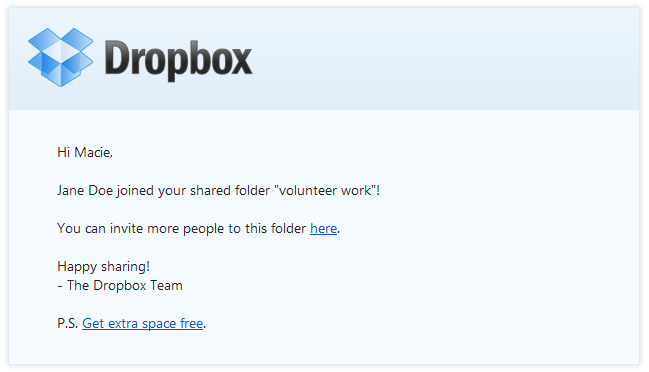 Dropbox
Hi Macie,
Jane Doe joined your shared folder "volunteer work"!
You can invite more people to this folder here.
Happy sharing!
- The Dropbox Team
P.S. Get extra space free.